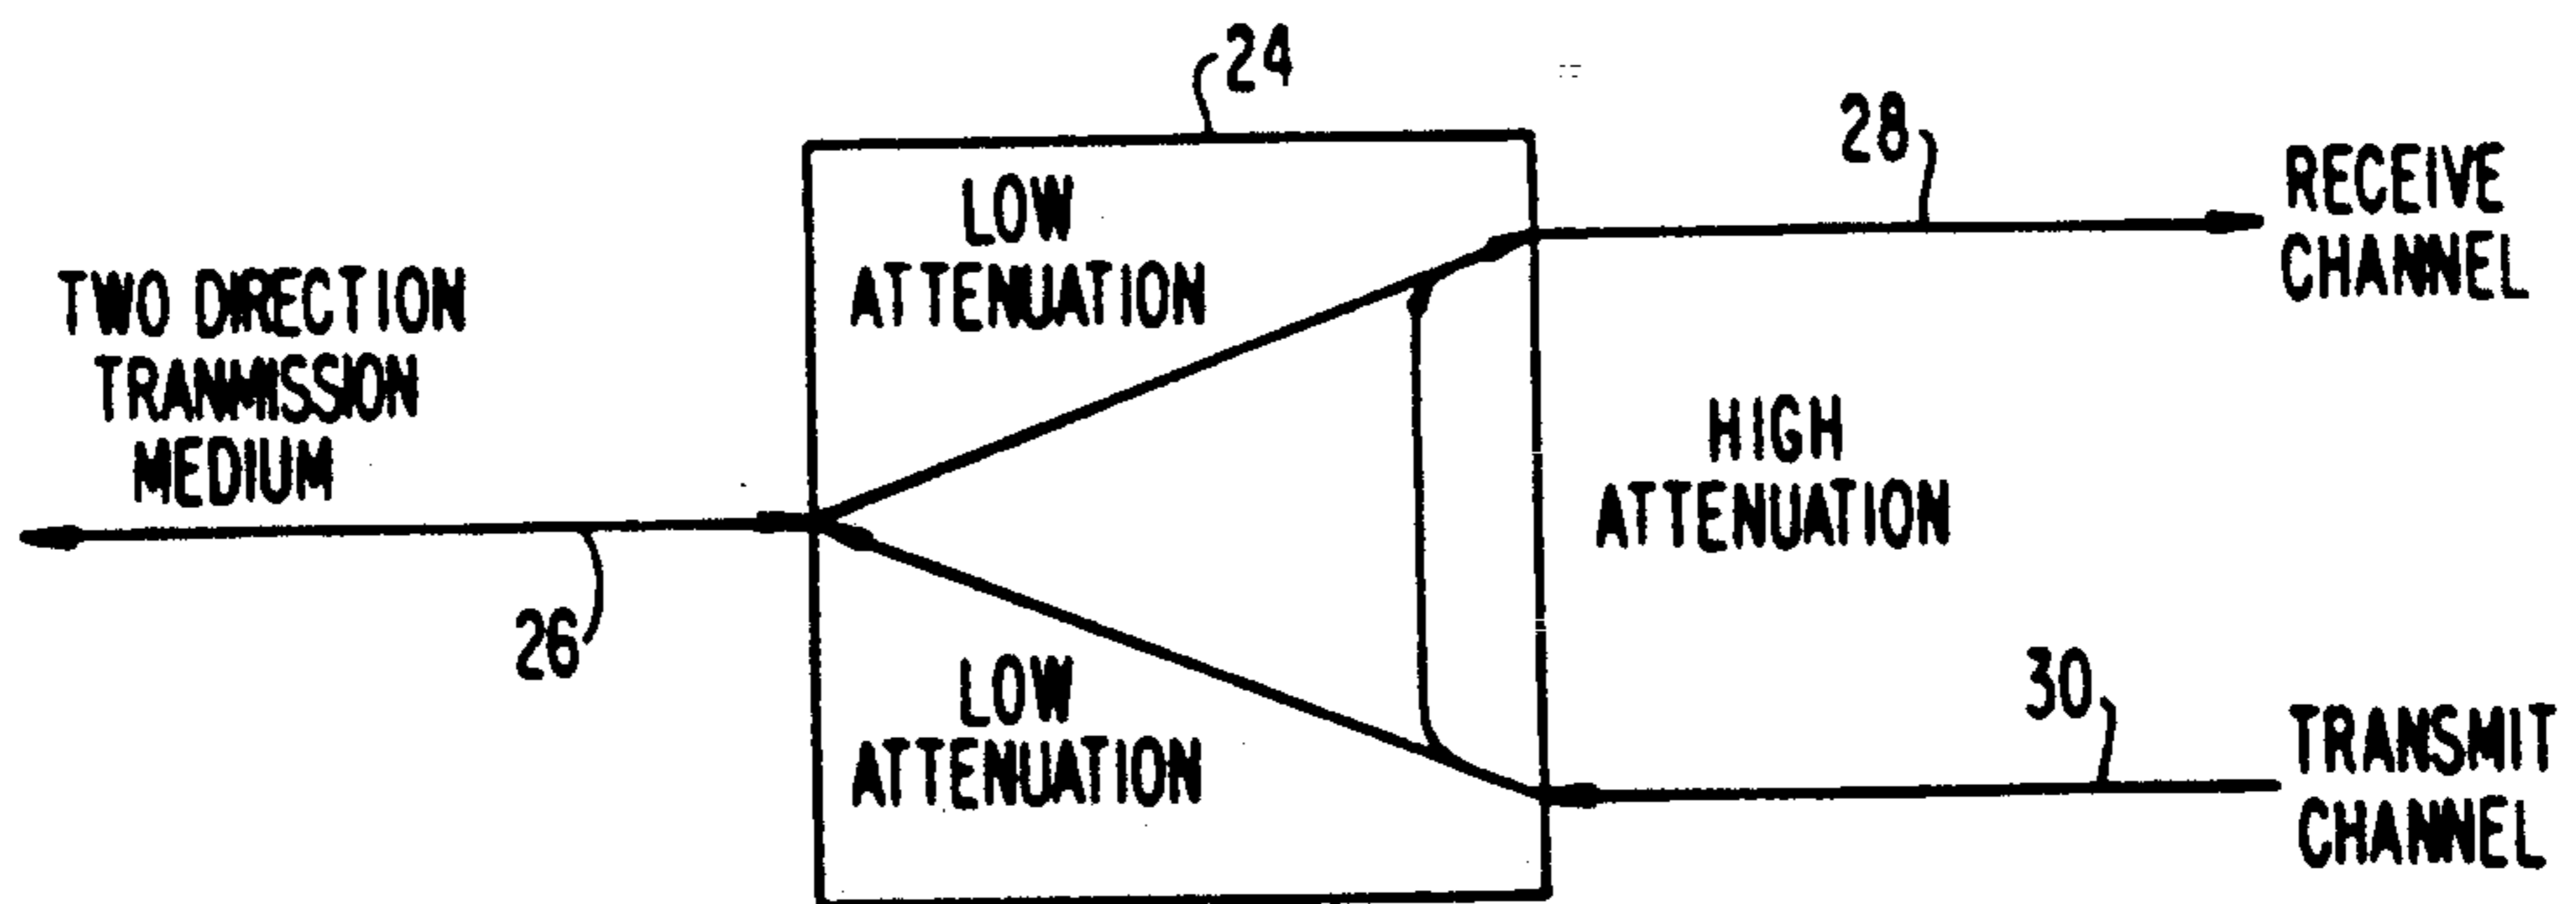 24
28
RECEIVE
CHANNEL
LOW
ATTENUATION
TWO DIRECTION
TRANMISSION
MEDIUM
HIGH
ATTENUATION
26
LOW
ATTENUATION
30
TRANSMIT
CHANNEL